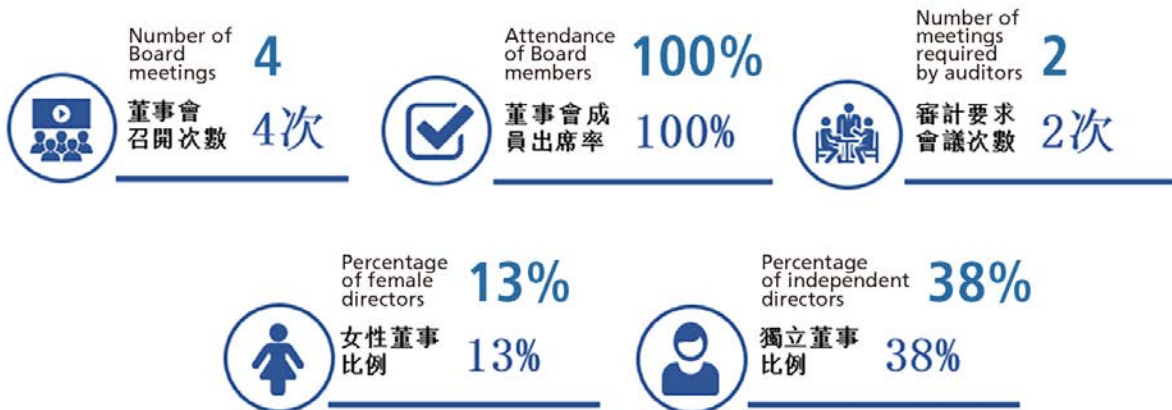 Number of
Board
meetings
4
董事會
召開次數
4次
Attendance
of Board
members
100%
董事會成
員出席率
100%
Number of
meetings
required
by auditors
2
審計要求
會議次數
2次
Percentage
of female
directors
13%
女性董事
比例
13%
Percentage
of independent
directors
38%
獨立董事
比例
38%